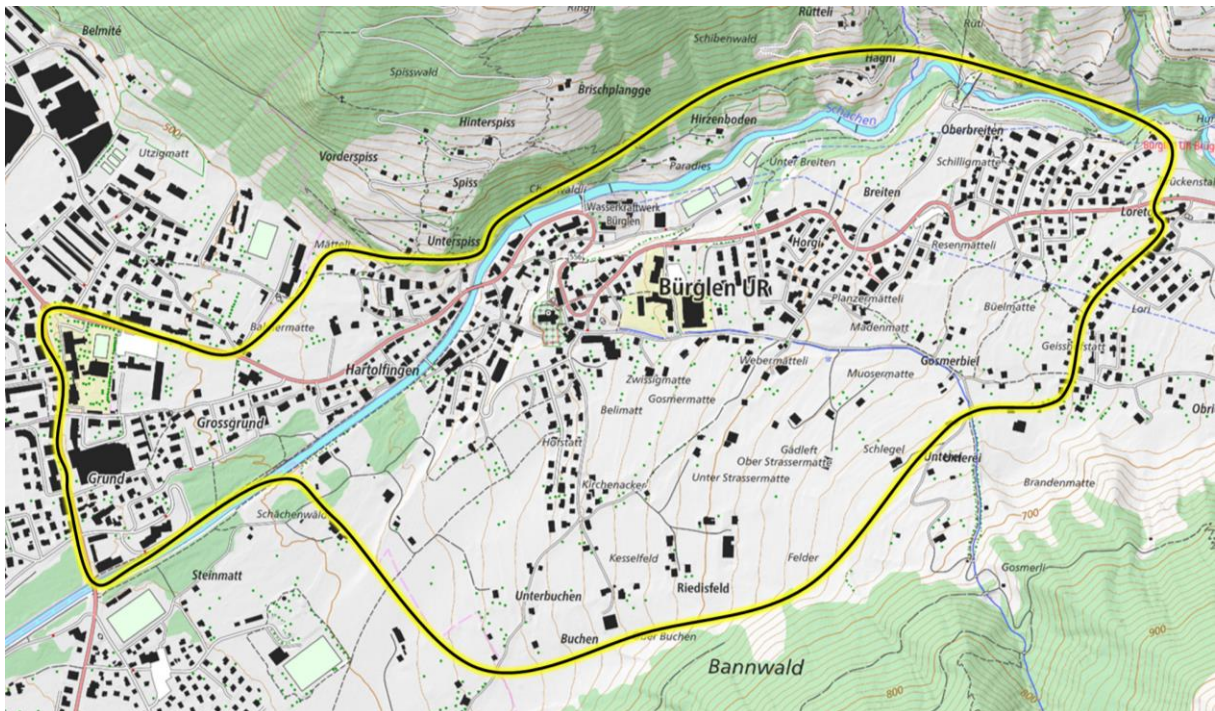 Ringli
Rütteli
Rüti
Belmité
Schibenwald
Hagni
Spisswald
Brischplangge
Schächen
500
Hinterspiss
Hirzenboden
Oberbreiten
Utzigmatt
Vorderspiss
Paradies
Unter Breiten
Schilligmatte
Spiss
Breiten
Wasserkraftwerk
Bürglen
Loreto
Mätteli
Unterspiss
Horgi
Resenmätteli
Bürglen UR
Planzermätteli
Büelmatte
Lori
Madenmatt
Webermätteli
Gosmerbiel
Hartolfingen
Zwissigmatte
Muosermatte
Gosmermatte
Belimatt
Grossgrund
Hofstatt
Gädleft
Schlegel
Ober Strassermatte
Grund
Kirchenacker
Unter Strassermatte
Brandenmatte
Schächenwald
700
Kesselfeld
Felder
Steinmatt
Riedisfeld
Gosmerli
Unterbuchen
Buchen
900
Bannwald
800
800